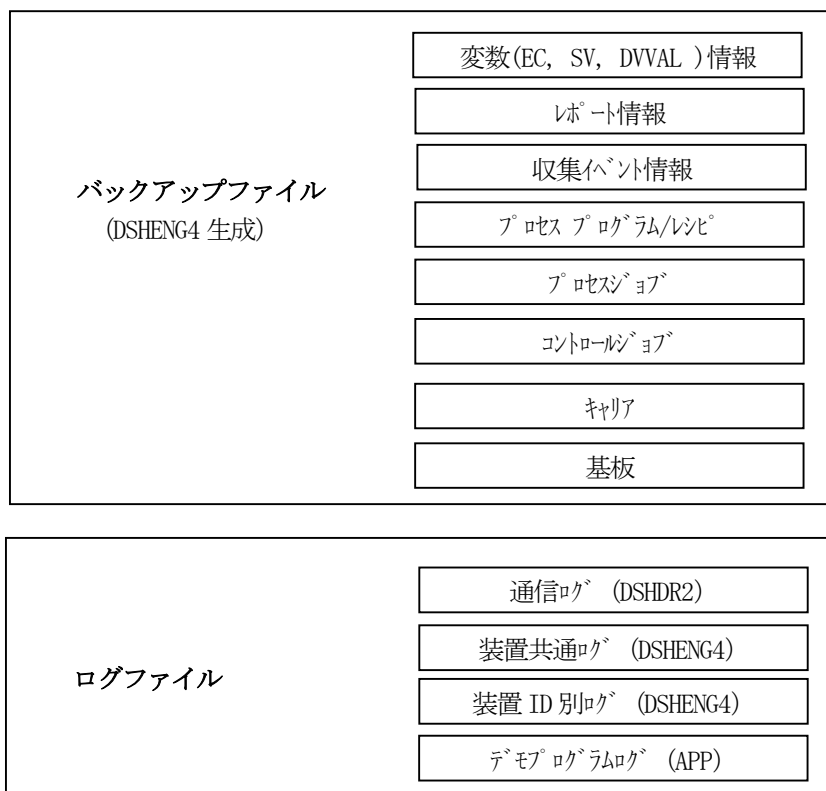 変数(EC, SV, DVVAL )情報
ﾚﾎﾟｰﾄ情報
収集ｲﾍﾞﾝﾄ情報
バックアップファイル
(DSHENG4 生成)
ﾌﾟﾛｾｽ ﾌﾟﾛｸﾞﾗﾑ/ﾚｼﾋﾟ
ﾌﾟﾛｾｽｼﾞｮﾌﾞ
ｺﾝﾄﾛｰﾙｼﾞｮﾌﾞ
ｷｬﾘｱ
基板
通信ﾛｸﾞ (DSHDR2)
装置共通ﾛｸﾞ (DSHENG4)
ログファイル
装置 ID 別ﾛｸﾞ (DSHENG4)
ﾃﾞﾓﾌﾟﾛｸﾞﾗﾑﾛｸﾞ (APP)